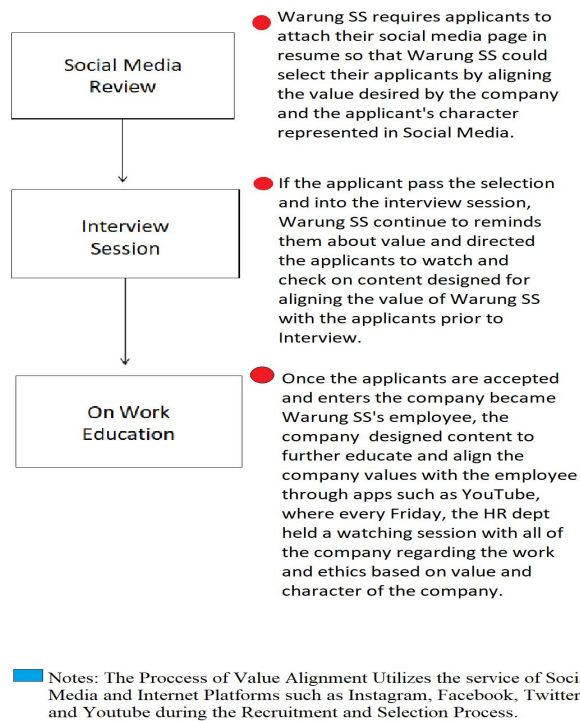 Social Media
Review
Warung SS requires applicants to
attach their social media page in
resume so that Warung SS could
select their applicants by aligning
the value desired by the company
and the applicant's character
represented in Social Media.
Interview
Session
If the applicant pass the selection
and into the interview session,
Warung SS continue to reminds
them about value and directed
the applicants to watch and
check on content designed for
aligning the value of Warung SS
with the applicants prior to
Interview.
On Work
Education
Once the applicants are accepted
and enters the company became
Warung SS's employee, the
company designed content to
further educate and align the
company values with the employee
through apps such as YouTube,
where every Friday, the HR dept
held a watching session with all of
the company regarding the work
and ethics based on value and
character of the company.
Notes: The Proccess of Value Alignment Utilizes the service of Soci
Media and Internet Platforms such as Instagram, Facebook, Twitter
and Youtube during the Recruitment and Selection Process.